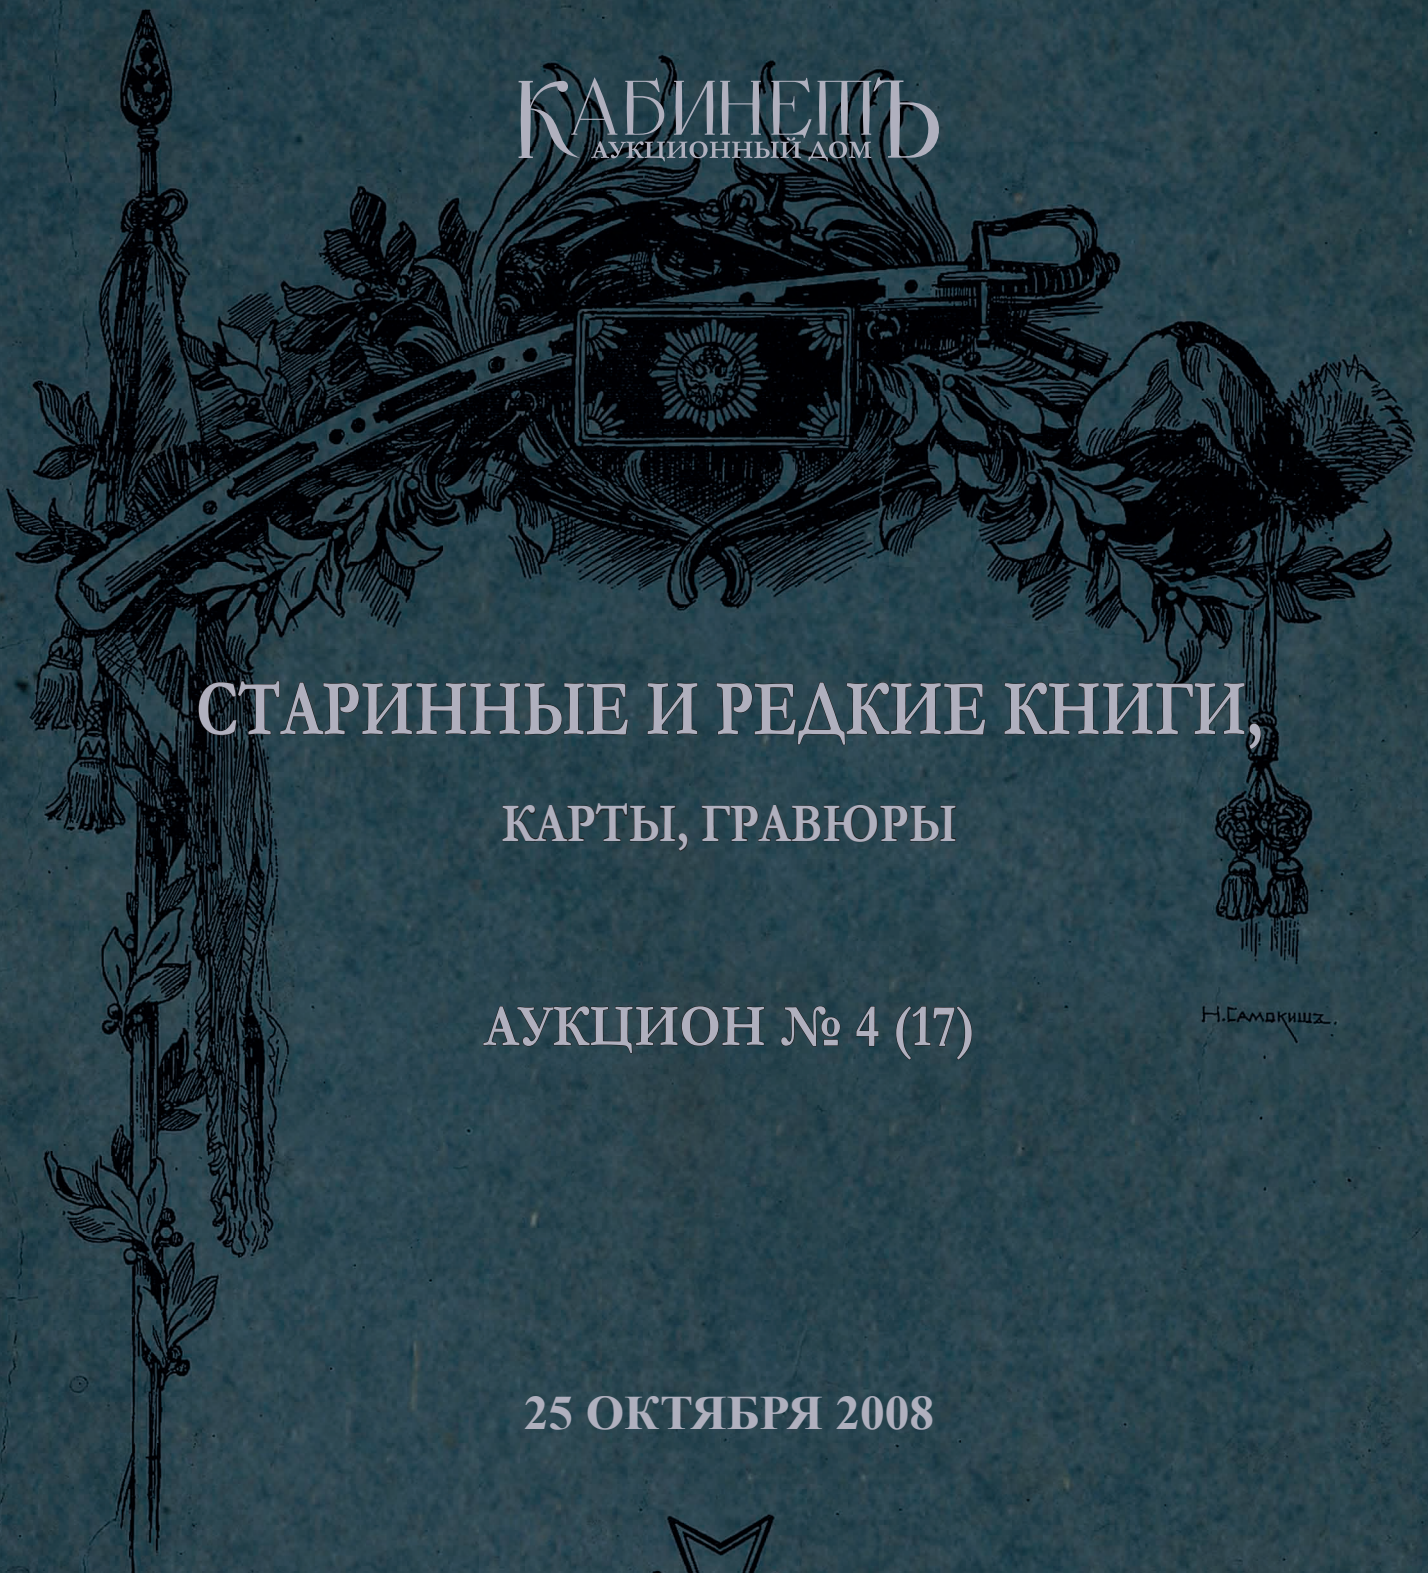 КАБИНЕТЪ
АУКЦИОННЫЙ ДОМ
СТАРИННЫЕ И РЕДКИЕ КНИГИ,
КАРТЫ, ГРАВЮРЫ
АУКЦИОН № 4 (17)
Н.САМОКИШЪ.
25 ОКТЯБРЯ 2008